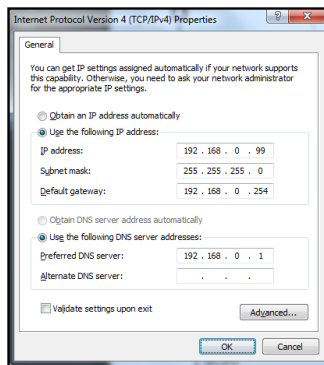 Internet Protocol Version 4 (TCP/IPv4) Properties
General
You can get IP settings assigned automatically if your network supports
this capability. Otherwise, you need to ask your network administrator
for the appropriate IP settings.
Obtain an IP address automatically
Use the following IP address:
IP address: 192 . 168 . 0 . 99
Subnet mask: 255 . 255 . 255 . 0
Default gateway: 192 . 168 . 0 . 254
Obtain DNS server address automatically
Use the following DNS server addresses:
Preferred DNS server: 192 . 168 . 0 . 1
Alternate DNS server: . . .
Validate settings upon exit
Advanced...
OK Cancel